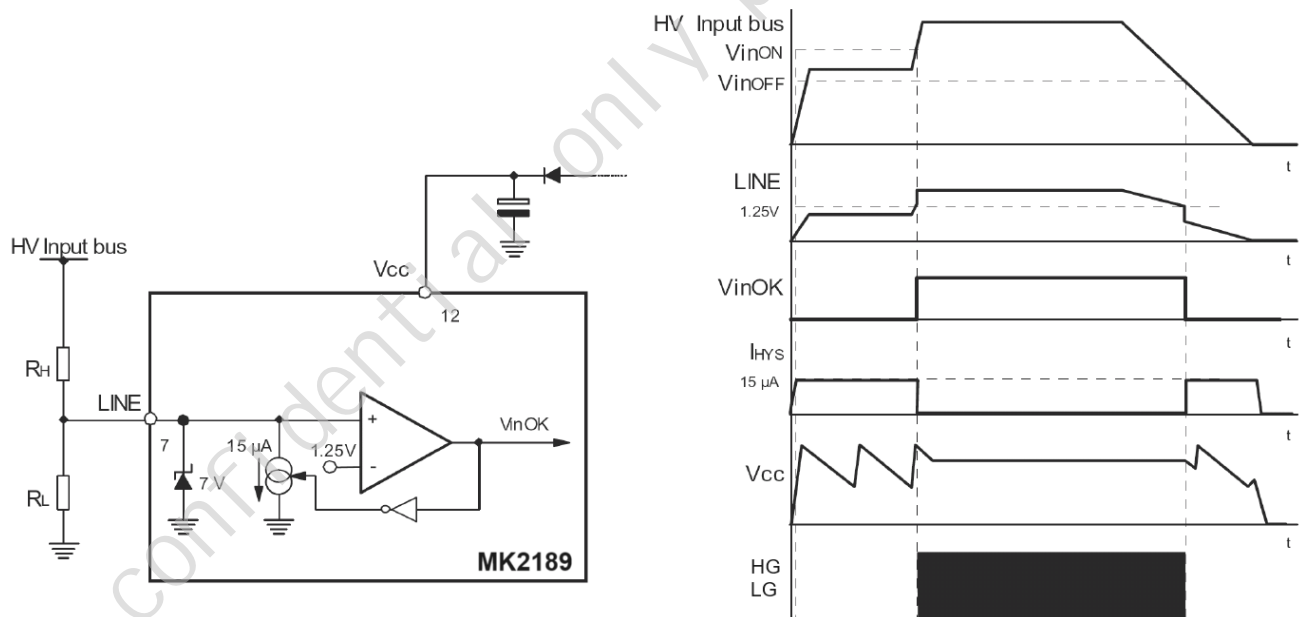 HV Input bus
VinON
VinOFF
t
LINE
1.25V
t
VinOK
t
IHYS
15 µA
t
Vcc
t
HG
LG
HV Input bus
RH
RL
LINE
7
7 V
15 µA
1.25V
+
-
VinOK
Vcc
12
MK2189
confidential only